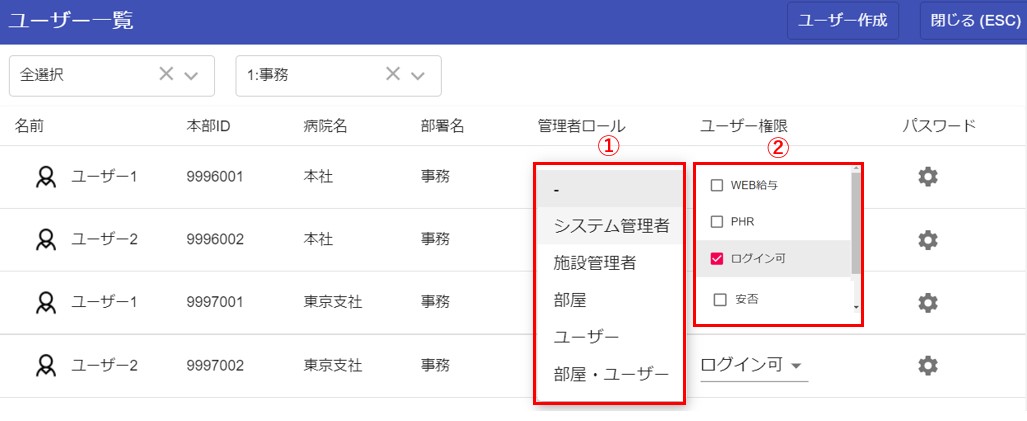 ユーザー一覧 ユーザー作成 閉じる (ESC)
全選択 1:事務
名前 本部ID 病院名 部署名 管理者ロール ユーザー権限 パスワード
① ②
ユーザー1 9996001 本社 事務
ユーザー2 9996002 本社 事務
ユーザー1 9997001 東京支社 事務
ユーザー2 9997002 東京支社 事務 ログイン可
-
システム管理者
施設管理者
部屋
ユーザー
部屋・ユーザー
WEB給与
PHR
ログイン可
安否